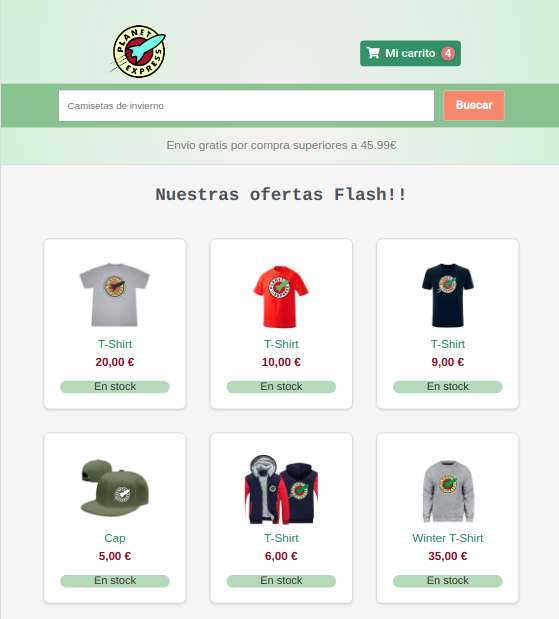 PLANET
EXPRESS
Mi carrito 4
Camisetas de invierno
Buscar
Envio gratis por compra superiores a 45.99€
Nuestras ofertas Flash!!
T-Shirt
20,00 €
En stock
T-Shirt
10,00 €
En stock
T-Shirt
9,00 €
En stock
Cap
5,00 €
En stock
T-Shirt
6,00 €
En stock
Winter T-Shirt
35,00 €
En stock